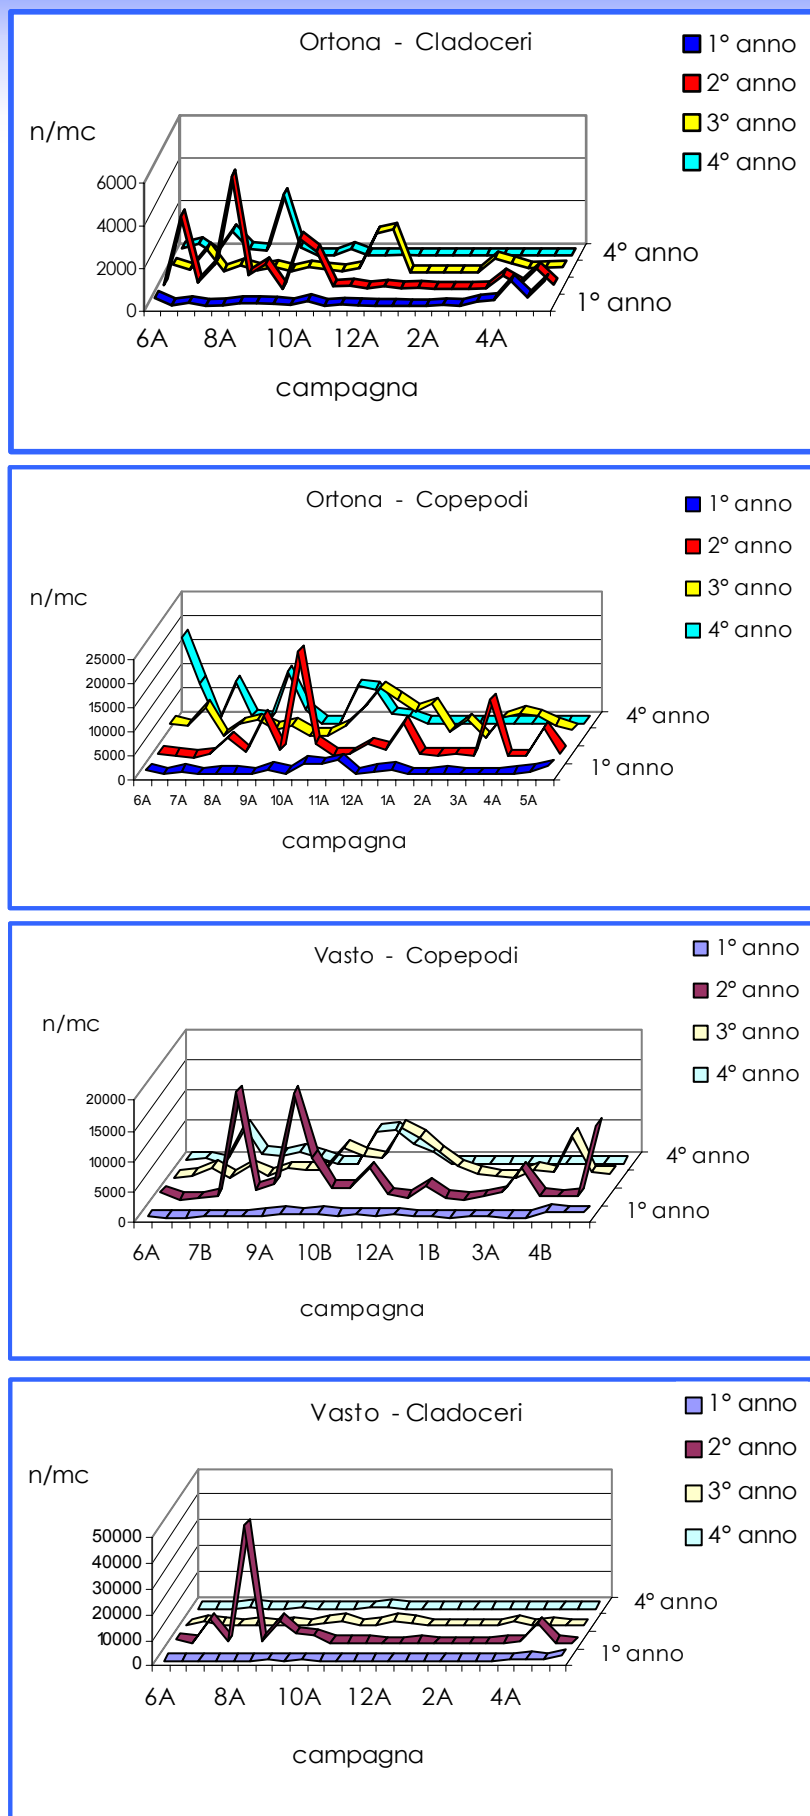 Ortona - Cladoceri
1° anno
2° anno
3° anno
4° anno
n/mc
6000
4000
2000
0
6A 8A 10A 12A 2A 4A
4° anno
1° anno
campagna
Ortona - Copepodi
1° anno
2° anno
3° anno
4° anno
n/mc
25000
20000
15000
10000
5000
0
6A 7A 8A 9A 10A 11A 12A 1A 2A 3A 4A 5A
4° anno
1° anno
campagna
Vasto - Copepodi
1° anno
2° anno
3° anno
4° anno
n/mc
20000
15000
10000
5000
0
6A 7B 9A 10B 12A 1B 3A 4B
4° anno
1° anno
campagna
Vasto - Cladoceri
1° anno
2° anno
3° anno
4° anno
n/mc
50000
40000
30000
20000
10000
0
6A 8A 10A 12A 2A 4A
4° anno
1° anno
campagna